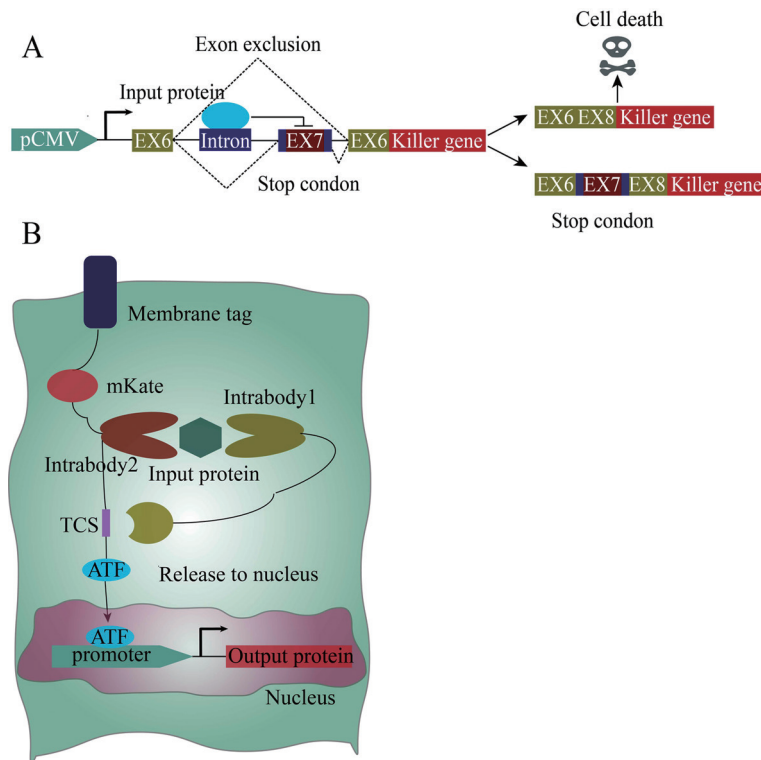 A
Exon exclusion
Cell death
Input protein
pCMV
EX6
Intron
EX7
EX6 Killer gene
Stop condon
EX6 EX8 Killer gene
EX6 EX7 EX8 Killer gene
Stop condon
B
Membrane tag
mKate
Intrabody1
Intrabody2
Input protein
TCS
ATF
Release to nucleus
ATF
promoter
Output protein
Nucleus